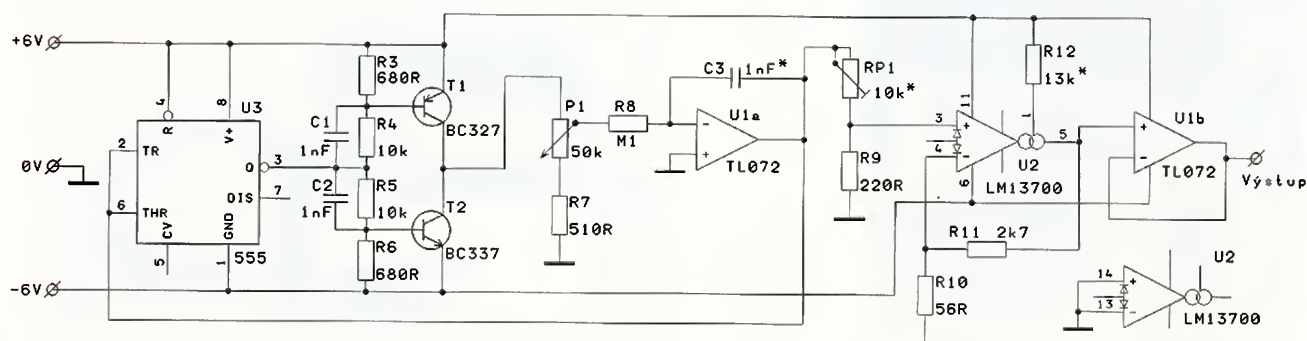 +6V
0V
-6V
4
8
U3
R
V+
2
TR
Q
3
DIS
7
6
THR
CV
GND
5
1
555
R3
680R
C1
1nF
R4
10k
C2
1nF
R5
10k
R6
680R
T1
BC327
T2
BC337
P1
50k
R7
510R
R8
M1
C3
1nF*
U1a
-
+
TL072
RP1
10k*
R9
220R
11
3
+
4
-
6
1
5
U2
LM13700
R12
13k*
R11 2k7
R10
56R
U1b
+
-
TL072
Výstup
U2
14
+
13
-
LM13700